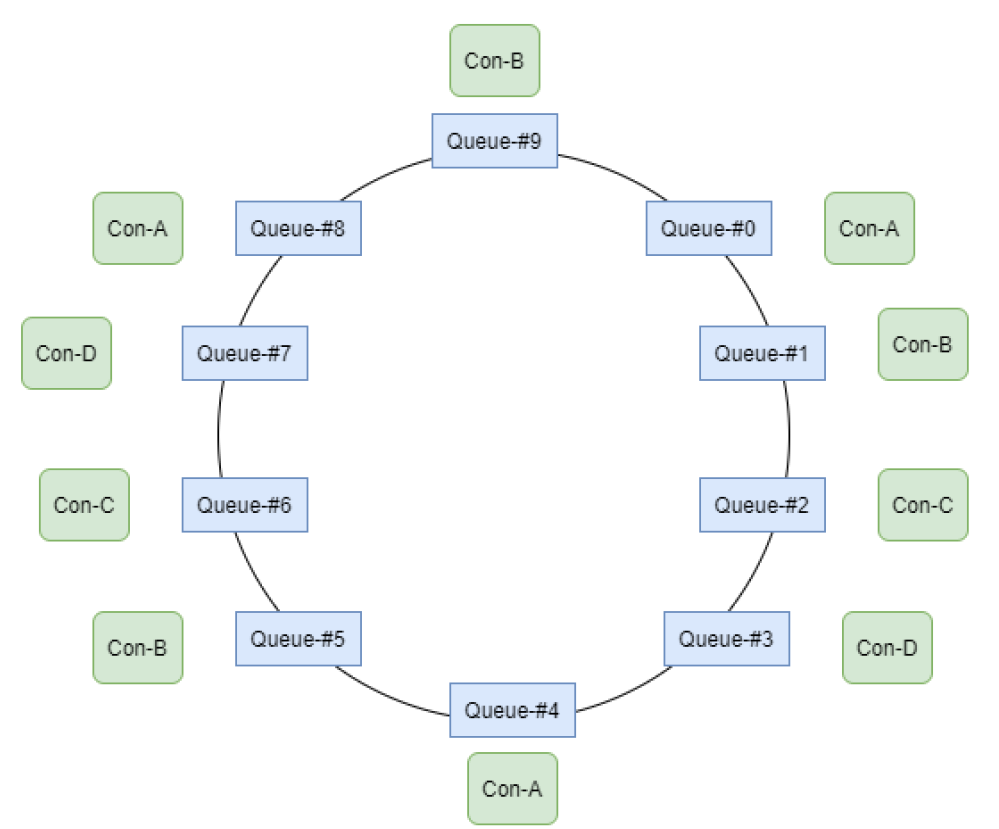 Con-B
Queue-#9
Con-A
Queue-#8
Queue-#0
Con-A
Con-D
Queue-#7
Queue-#1
Con-B
Con-C
Queue-#6
Queue-#2
Con-C
Con-B
Queue-#5
Queue-#3
Con-D
Queue-#4
Con-A